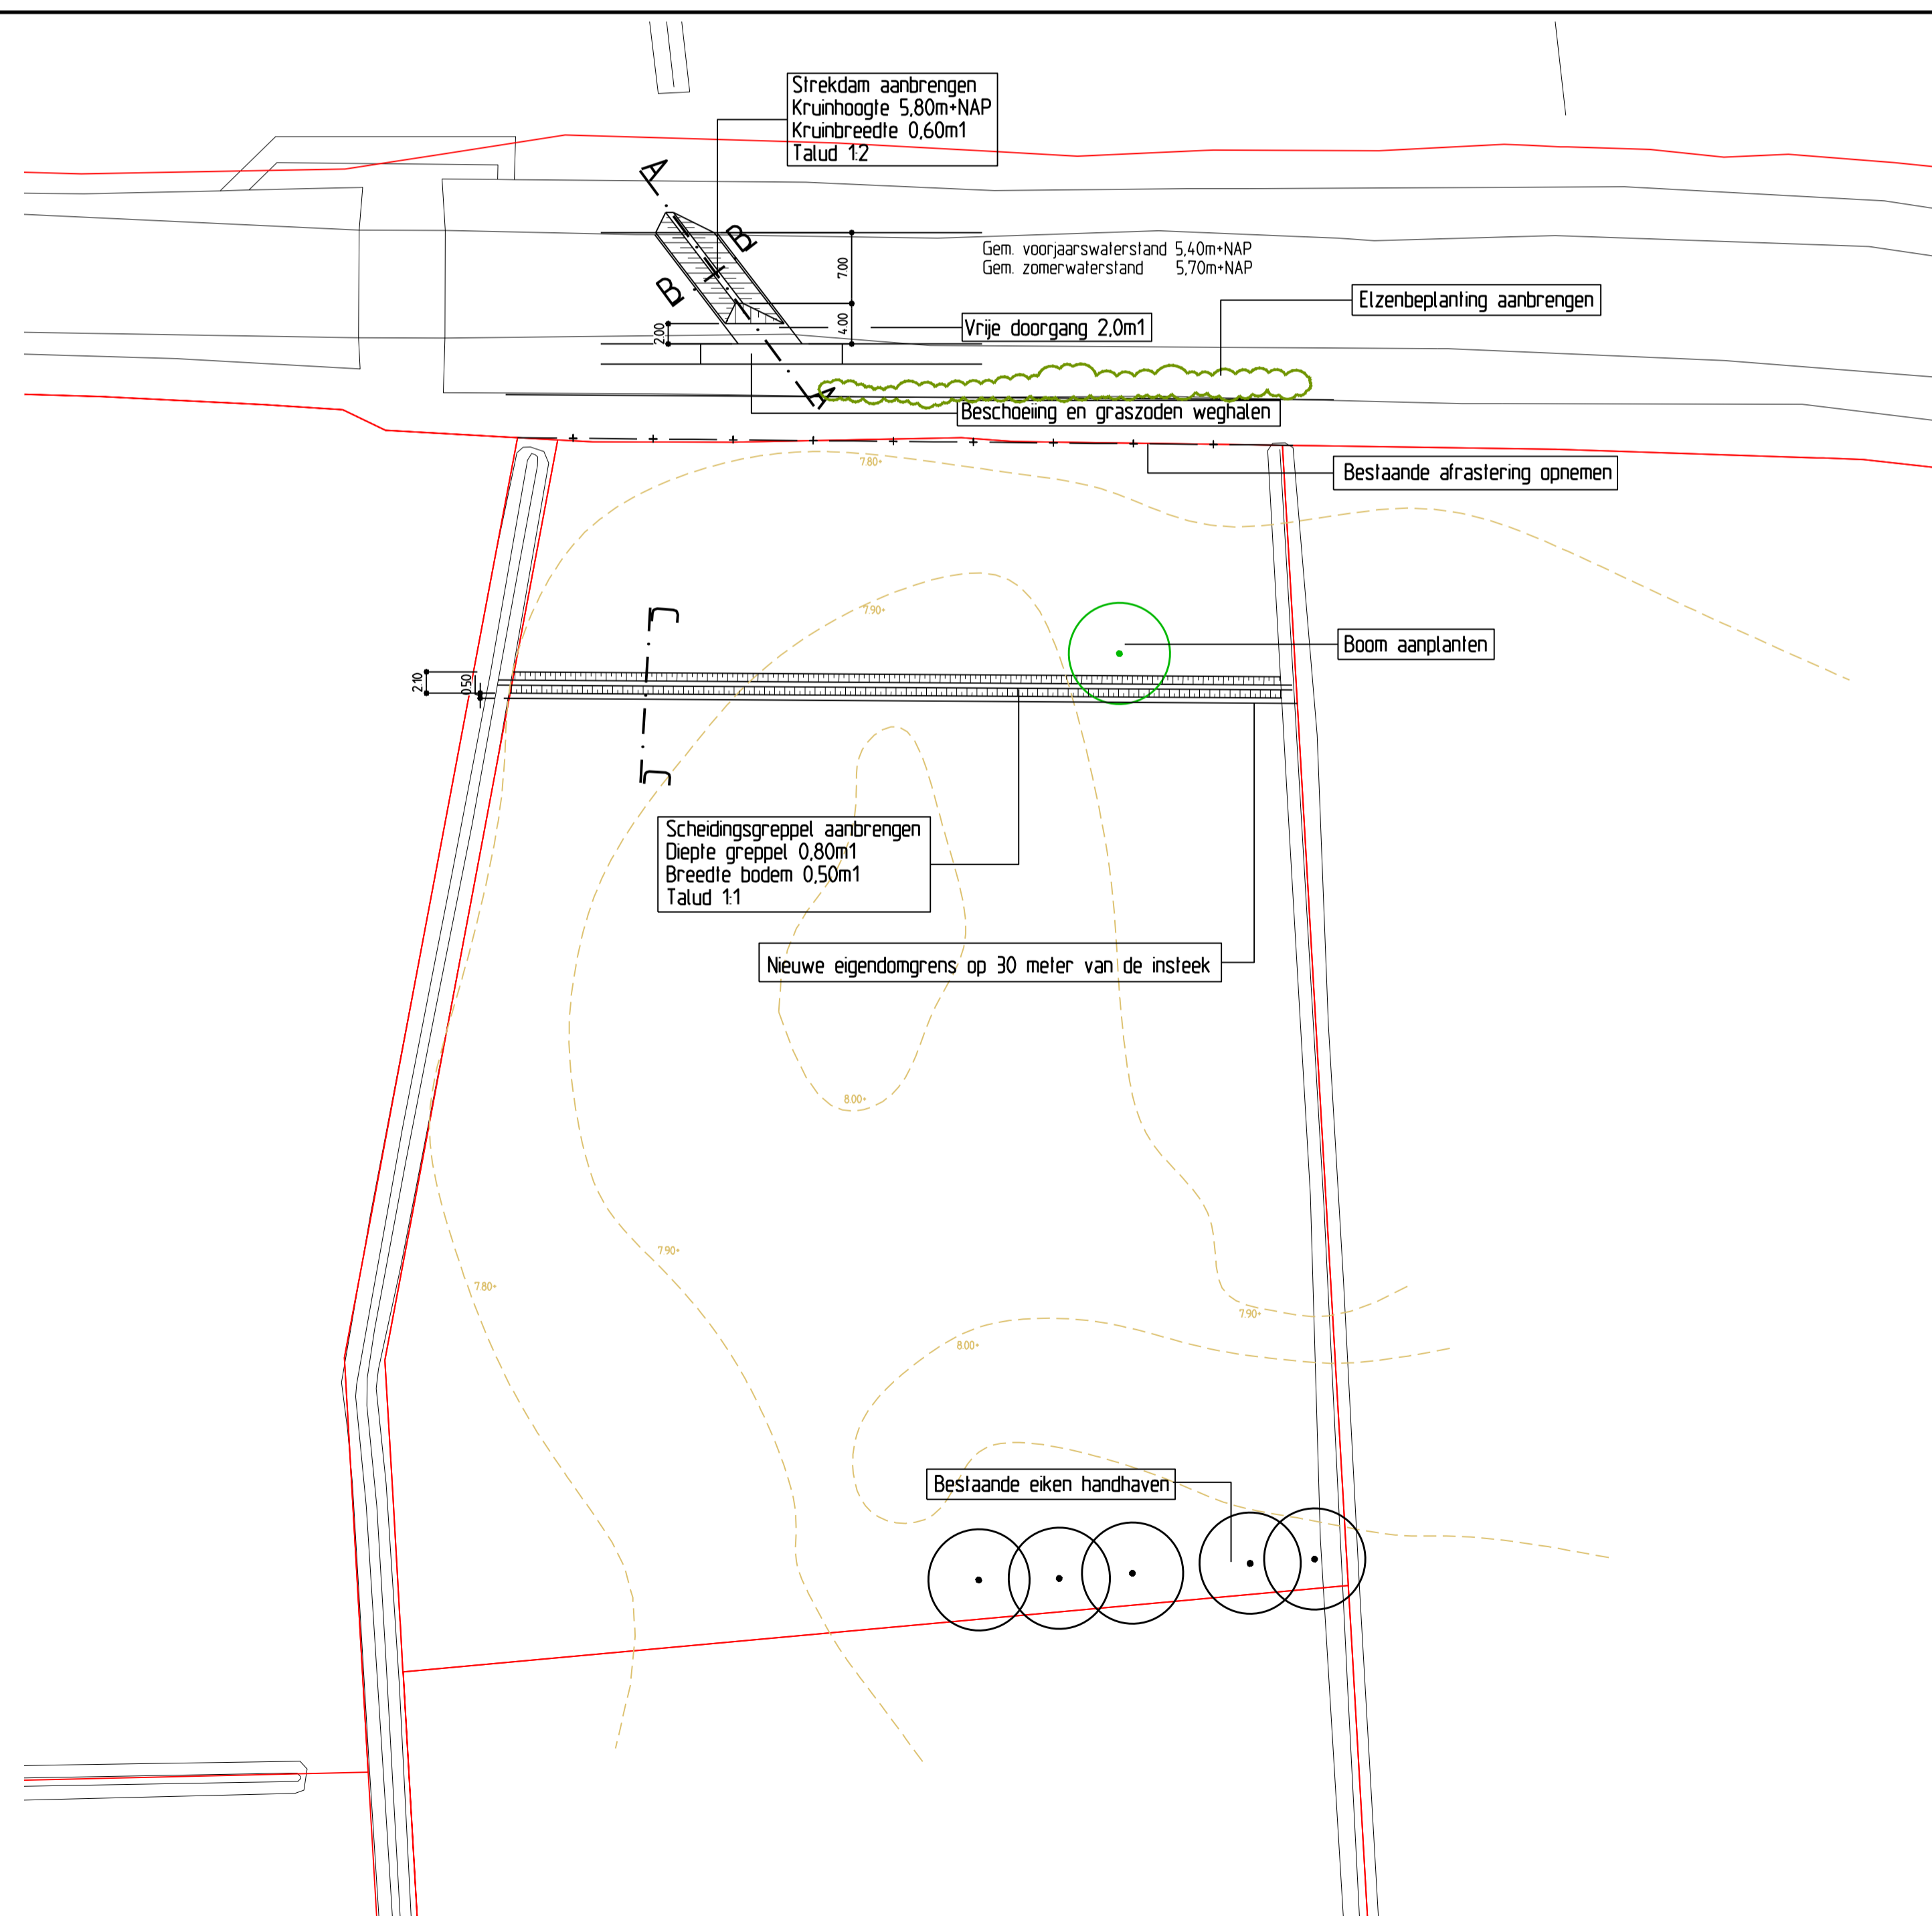 Strekdam aanbrengen
Kruinhoogte 5,80m+NAP
Kruinbreedte 0,60m1
Talud 1:2
A
B
B
A
7.00
4.00
2.00
Gem. voorjaarswaterstand 5,40m+NAP
Gem. zomerwaterstand 5,70m+NAP
Elzenbeplanting aanbrengen
Vrije doorgang 2,0m1
Beschoeiing en graszoden weghalen
Bestaande afrastering opnemen
7.80+
7.90+
Boom aanplanten
C
2.10
0.50
C
Scheidingsgreppel aanbrengen
Diepte greppel 0,80m1
Breedte bodem 0,50m1
Talud 1:1
Nieuwe eigendomgrens op 30 meter van de insteek
8.00+
7.90+
7.80+
7.90+
8.00+
Bestaande eiken handhaven